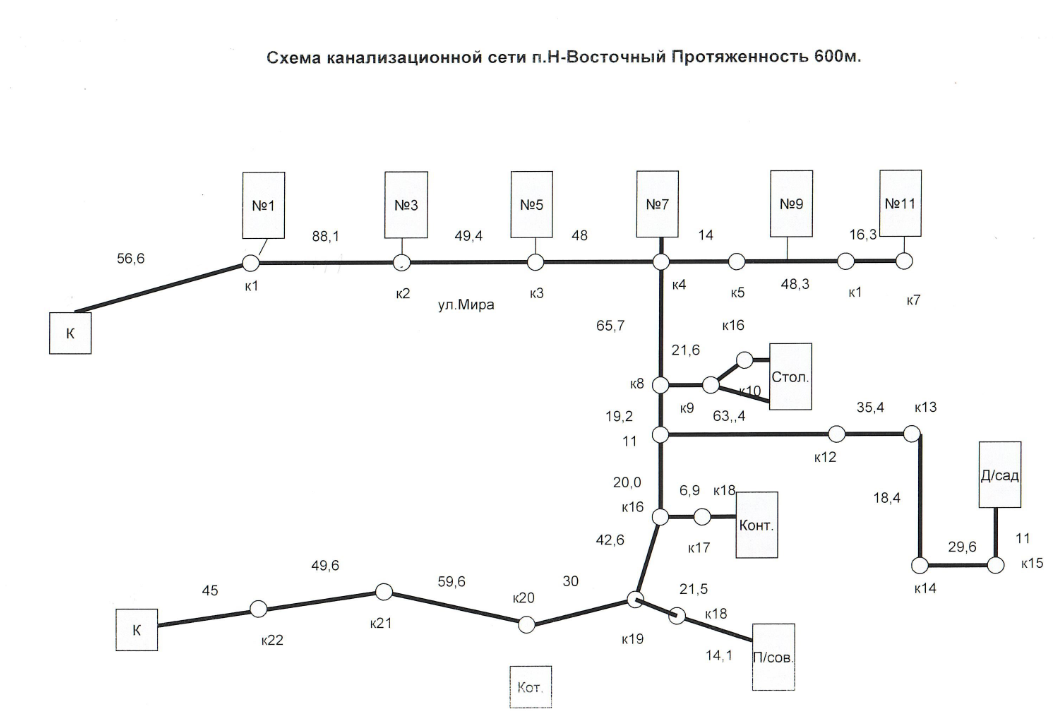 Схема канализационной сети п.Н-Восточный Протяженность 600м.
№1
№3
№5
№7
№9
№11
56,6
88,1
49,4
48
14
16,3
к1
к2
к3
к4
к5
48,3
к1
к7
ул.Мира
К
65,7
к16
21,6
Стол.
к8
к9
к10
19,2
63,,4
35,4
к13
11
к12
Д/сад
20,0
6,9
к18
18,4
к16
Конт.
42,6
к17
29,6
11
к14
к15
49,6
59,6
30
21,5
45
к20
к18
К
к22
к21
к19
14,1
П/сов.
Кот.